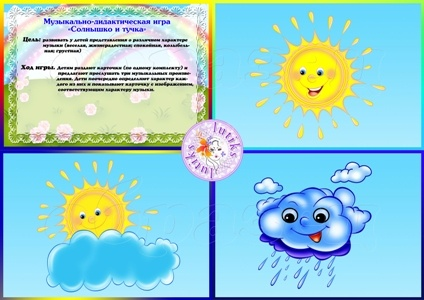 Музыкально-дидактическая игра
«Солнышко и тучка»
Цель: развивать у детей представления о различном характере
музыки (веселая, жизнерадостная; спокойная, колыбель-
ная; грустная)
Ход игры. Детям раздают карточки (по одному комплекту) и
предлагают прослушать три музыкальных произве-
дения. Дети поочередно определяют характер каж-
дого из них и показывают карточку с изображением,
соответствующим характеру музыки.